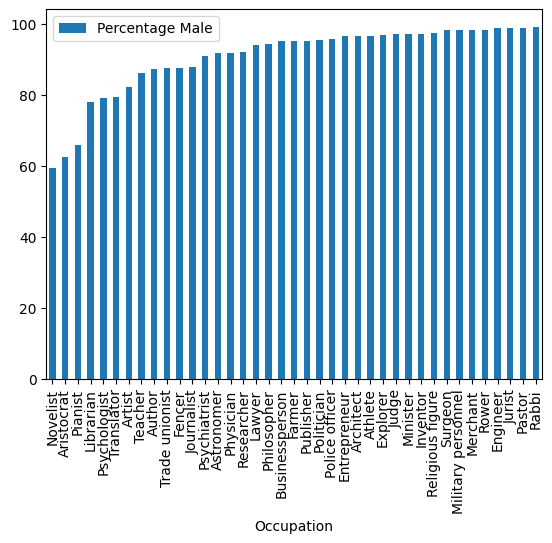 Percentage Male
100
80
60
40
20
0
Novelist
Aristocrat
Pianist
Librarian
Psychologist
Translator
Artist
Teacher
Author
Trade unionist
Fencer
Journalist
Psychiatrist
Astronomer
Physician
Researcher
Lawyer
Philosopher
Businessperson
Farmer
Publisher
Politician
Police officer
Entrepreneur
Architect
Athlete
Explorer
Judge
Minister
Inventor
Religious figure
Surgeon
Military personnel
Merchant
Rower
Engineer
Jurist
Pastor
Rabbi
Occupation